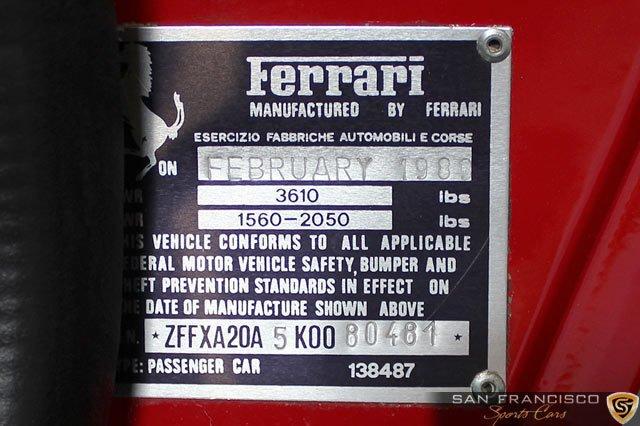 Ferrari
MANUFACTURED BY FERRARI
ESERCIZIO FABBRICHE AUTOMOBILI E CORSE
ON FEBRUARY
3610 lbs
1560-2050 lbs
VEHICLE CONFORMS TO ALL APPLICABLE
MOTOR VEHICLE SAFETY, BUMPER AND
PREVENTION STANDARDS IN EFFECT ON
DATE OF MANUFACTURE SHOWN ABOVE
* ZFFXA20A 5 K00 80481 *
PASSENGER CAR 138487
SAN FRANCISCO
Sports Cars